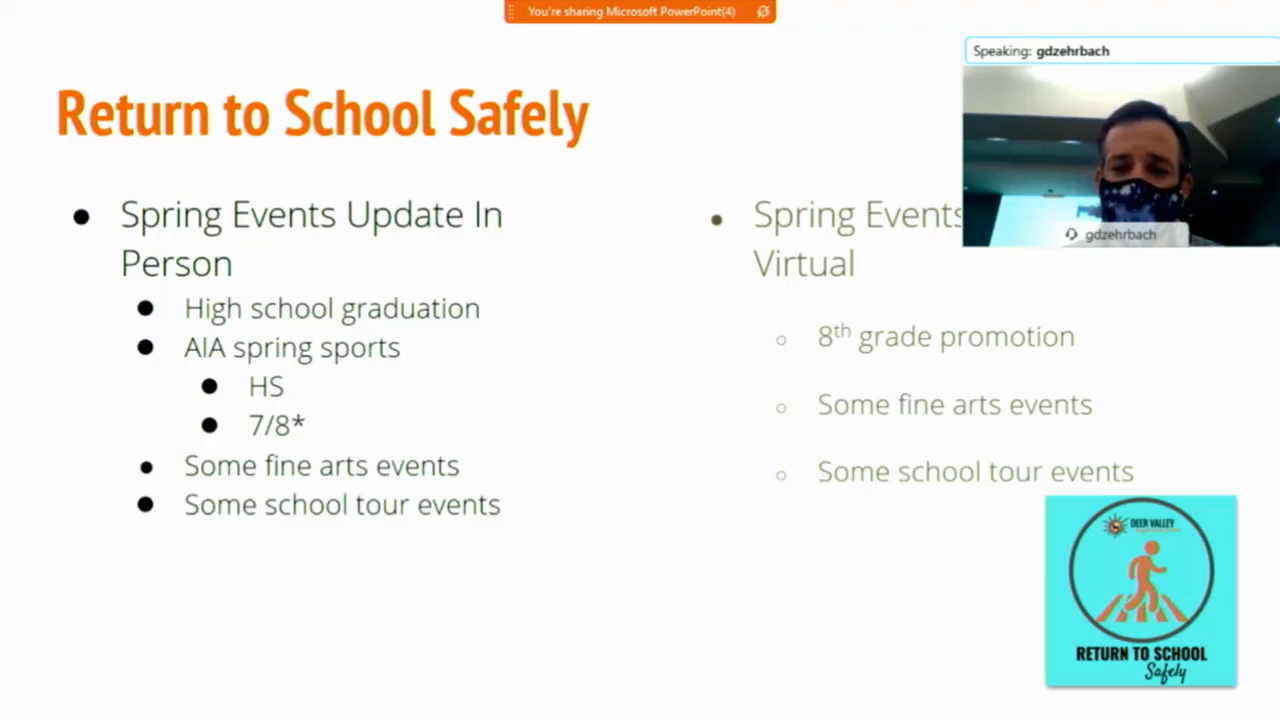 You're sharing Microsoft PowerPoint(4)
Speaking: gdzehrbach
gdzehrbach
Return to School Safely
Spring Events Update In
Person
High school graduation
AIA spring sports
HS
7/8*
Some fine arts events
Some school tour events
Spring Events
Virtual
8th grade promotion
Some fine arts events
Some school tour events
DEER VALLEY
RETURN TO SCHOOL
Safely